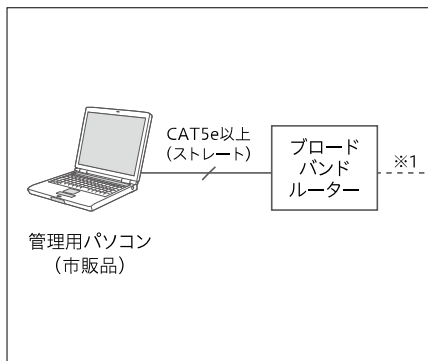 CAT5e以上
(ストレート)
ブロード
バンド
ルーター
※1
管理用パソコン
(市販品)